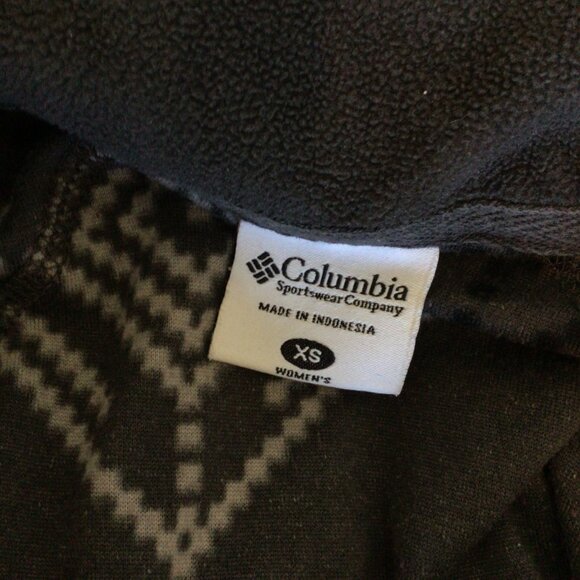 Columbia
Sportswear Company
MADE IN INDONESIA
XS
WOMEN'S